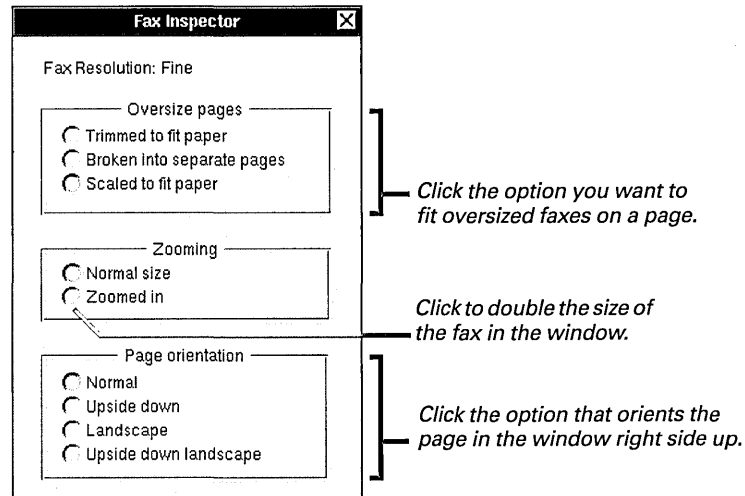 Fax Inspector
Fax Resolution: Fine
Oversize pages
Trimmed to fit paper
Broken into separate pages
Scaled to fit paper
Click the option you want to
fit oversized faxes on a page.
Zooming
Normal size
Zoomed in
Click to double the size of
the fax in the window.
Page orientation
Normal
Upside down
Landscape
Upside down landscape
Click the option that orients the
page in the window right side up.